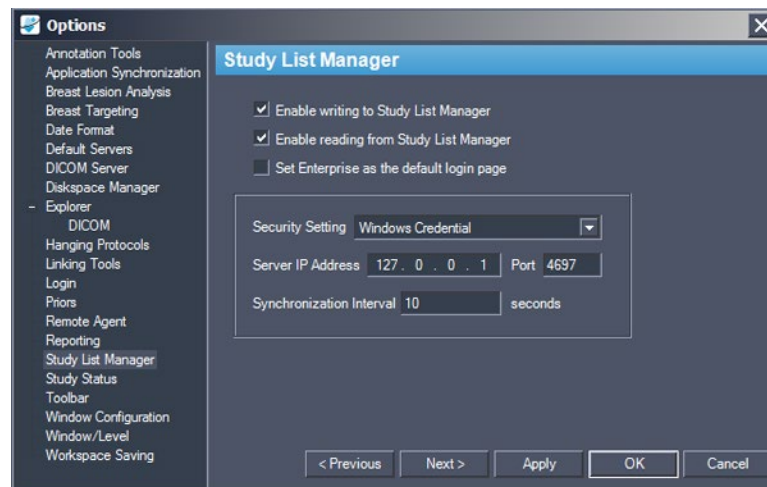 Options
Annotation Tools
Application Synchronization
Breast Lesion Analysis
Breast Targeting
Date Format
Default Servers
DICOM Server
Diskspace Manager
– Explorer
DICOM
Hanging Protocols
Linking Tools
Login
Priors
Remote Agent
Reporting
Study List Manager
Study Status
Toolbar
Window Configuration
Window/Level
Workspace Saving
Study List Manager
Enable writing to Study List Manager
Enable reading from Study List Manager
Set Enterprise as the default login page
Security Setting Windows Credential
Server IP Address 127. 0 . 0 . 1 Port 4697
Synchronization Interval 10 seconds
< Previous Next > Apply OK Cancel